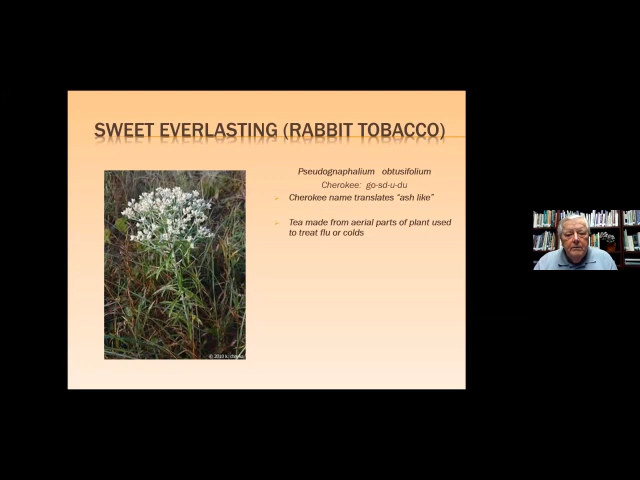 SWEET EVERLASTING (RABBIT TOBACCO)
Pseudognaphalium obtusifolium
Cherokee: go-sd-u-du
Cherokee name translates "ash like"
Tea made from aerial parts of plant used
to treat flu or colds
© 2010 k.